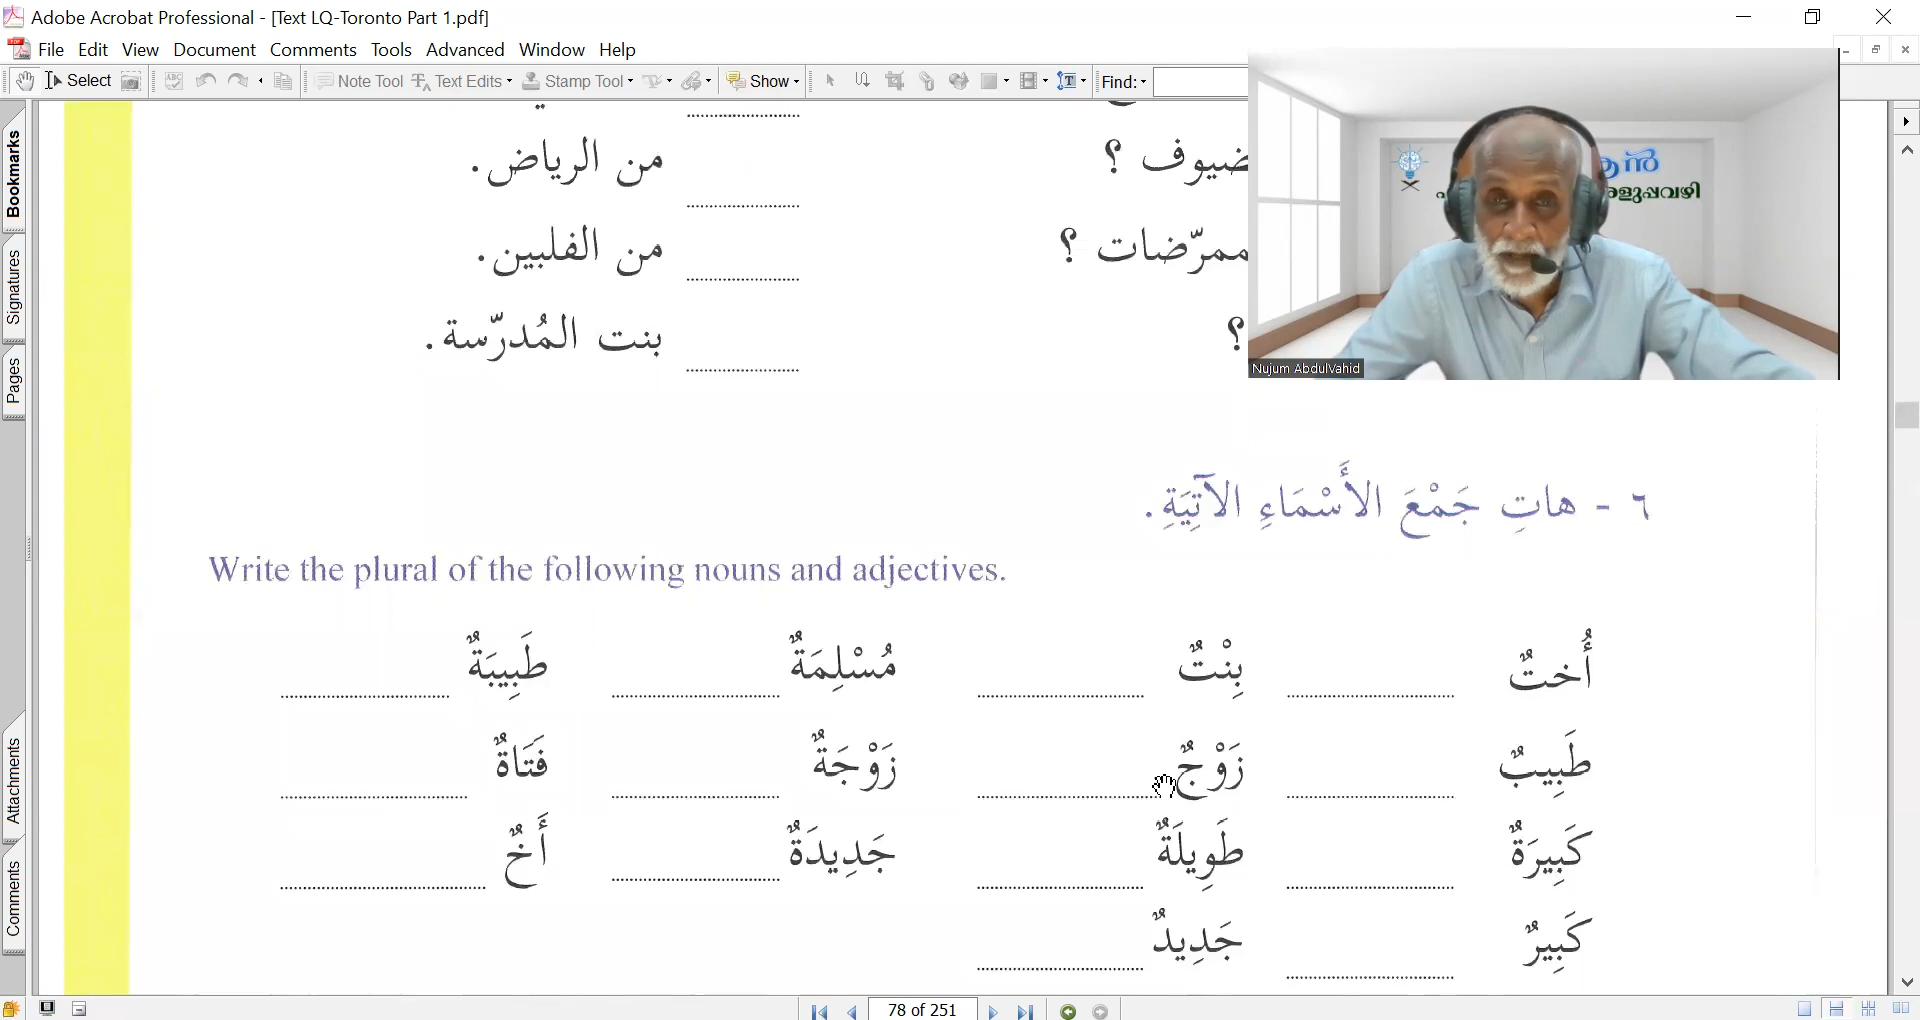 Adobe Acrobat Professional - [Text LQ-Toronto Part 1.pdf]
File Edit View Document Comments Tools Advanced Window Help
Select Note Tool Text Edits Stamp Tool Show Find:
Bookmarks
Signatures
Pages
Attachments
Comments
ضيوف ؟ ........ من الرياض .
ممرّضات ؟ ........ من الفلبين .
؟ ........ بنت المُدرّسة .
Nujum AbdulVahid
ളുപ്പവഴി
٦ - هاتِ جَمْعَ الأَسْمَاءِ الآتِيَةِ .
Write the plural of the following nouns and adjectives.
أُختٌ ........ بِنْتٌ ........ مُسْلِمَةٌ ........ طَبِيبَةٌ ........
طَبِيبٌ ........ زَوْجٌ ........ زَوْجَةٌ ........ فَتَاةٌ ........
كَبِيرَةٌ ........ طَوِيلَةٌ ........ جَدِيدَةٌ ........ أَخٌ ........
كَبِيرٌ ........ جَدِيدٌ ........
78 of 251